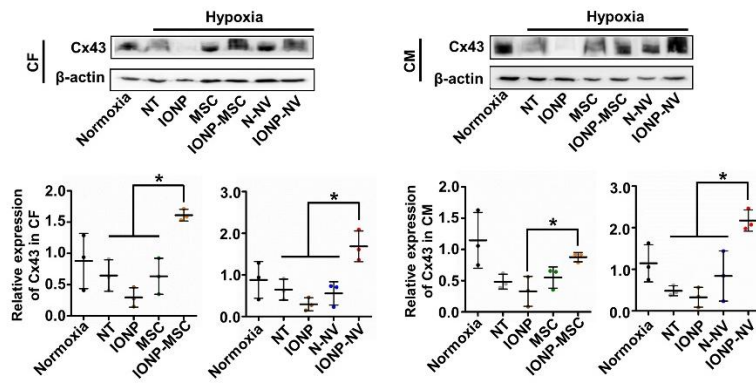 Hypoxia
CF
Cx43
β-actin
Normoxia
NT
IONP
MSC
IONP-MSC
N-NV
IONP-NV
Hypoxia
CM
Cx43
β-actin
Normoxia
NT
IONP
MSC
IONP-MSC
N-NV
IONP-NV
Relative expression
of Cx43 in CF
2.0
1.5
1.0
0.5
0.0
*
Normoxia
NT
IONP
MSC
IONP-MSC
3.0
2.0
1.0
0.0
*
Normoxia
NT
IONP
N-NV
IONP-NV
Relative expression
of Cx43 in CM
2.0
1.5
1.0
0.5
0.0
*
Normoxia
NT
IONP
MSC
IONP-MSC
3.0
2.0
1.0
0.0
*
Normoxia
NT
IONP
N-NV
IONP-NV